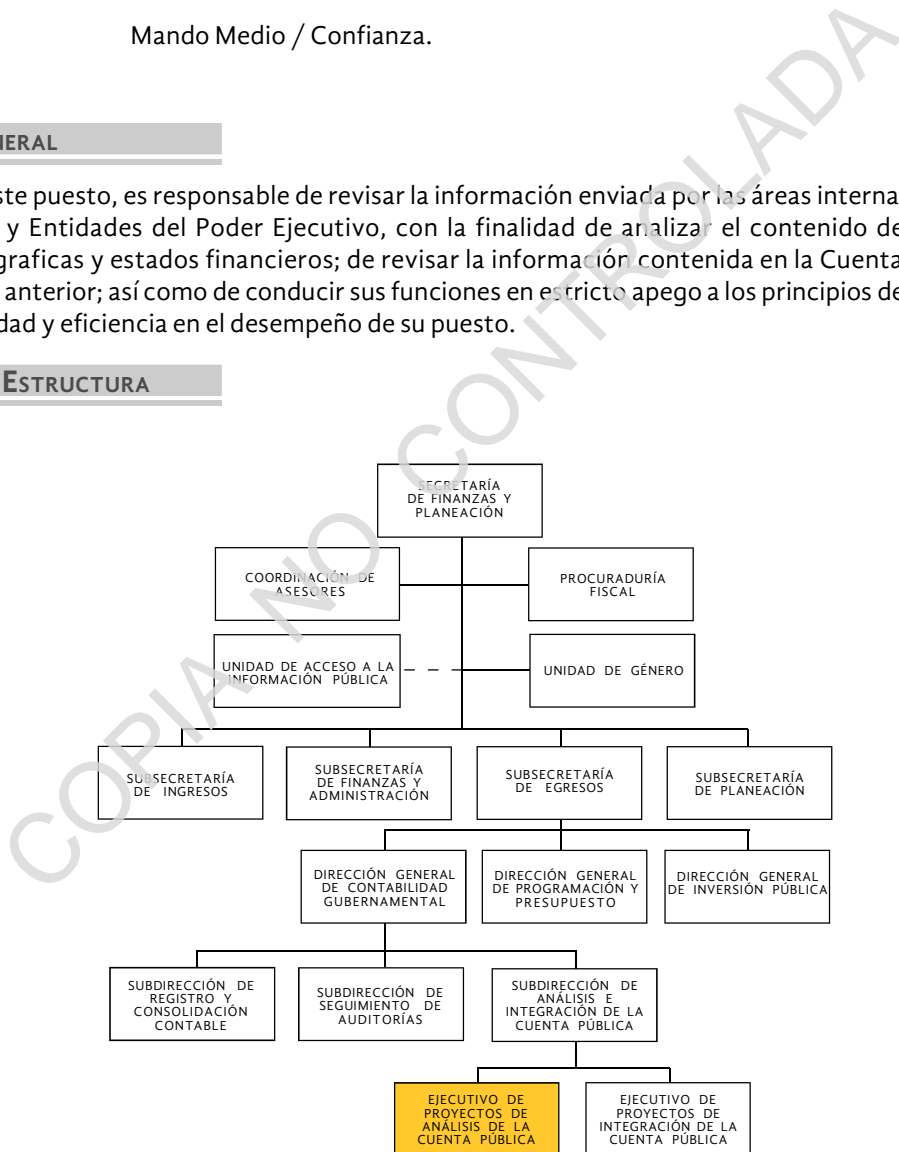 Mando Medio / Confianza.
NERAL
ste puesto, es responsable de revisar la información enviada por las áreas interna
y Entidades del Poder Ejecutivo, con la finalidad de analizar el contenido de
graficas y estados financieros; de revisar la información contenida en la Cuenta
anterior; así como de conducir sus funciones en estricto apego a los principios de
dad y eficiencia en el desempeño de su puesto.
ESTRUCTURA
SECRETARÍA
DE FINANZAS Y
PLANEACIÓN
COORDINACIÓN DE
ASESORES
PROCURADURÍA
FISCAL
UNIDAD DE ACCESO A LA
INFORMACIÓN PÚBLICA
UNIDAD DE GÉNERO
SUBSECRETARÍA
DE INGRESOS
SUBSECRETARÍA
DE FINANZAS Y
ADMINISTRACIÓN
SUBSECRETARÍA
DE EGRESOS
SUBSECRETARÍA
DE PLANEACIÓN
DIRECCIÓN GENERAL
DE CONTABILIDAD
GUBERNAMENTAL
DIRECCIÓN GENERAL
DE PROGRAMACIÓN Y
PRESUPUESTO
DIRECCIÓN GENERAL
DE INVERSIÓN PÚBLICA
SUBDIRECCIÓN DE
REGISTRO Y
CONSOLIDACIÓN
CONTABLE
SUBDIRECCIÓN DE
SEGUIMIENTO DE
AUDITORÍAS
SUBDIRECCIÓN DE
ANÁLISIS E
INTEGRACIÓN DE LA
CUENTA PÚBLICA
EJECUTIVO DE
PROYECTOS DE
ANÁLISIS DE LA
CUENTA PÚBLICA
EJECUTIVO DE
PROYECTOS DE
INTEGRACIÓN DE LA
CUENTA PÚBLICA
COPIA NO CONTROLADA